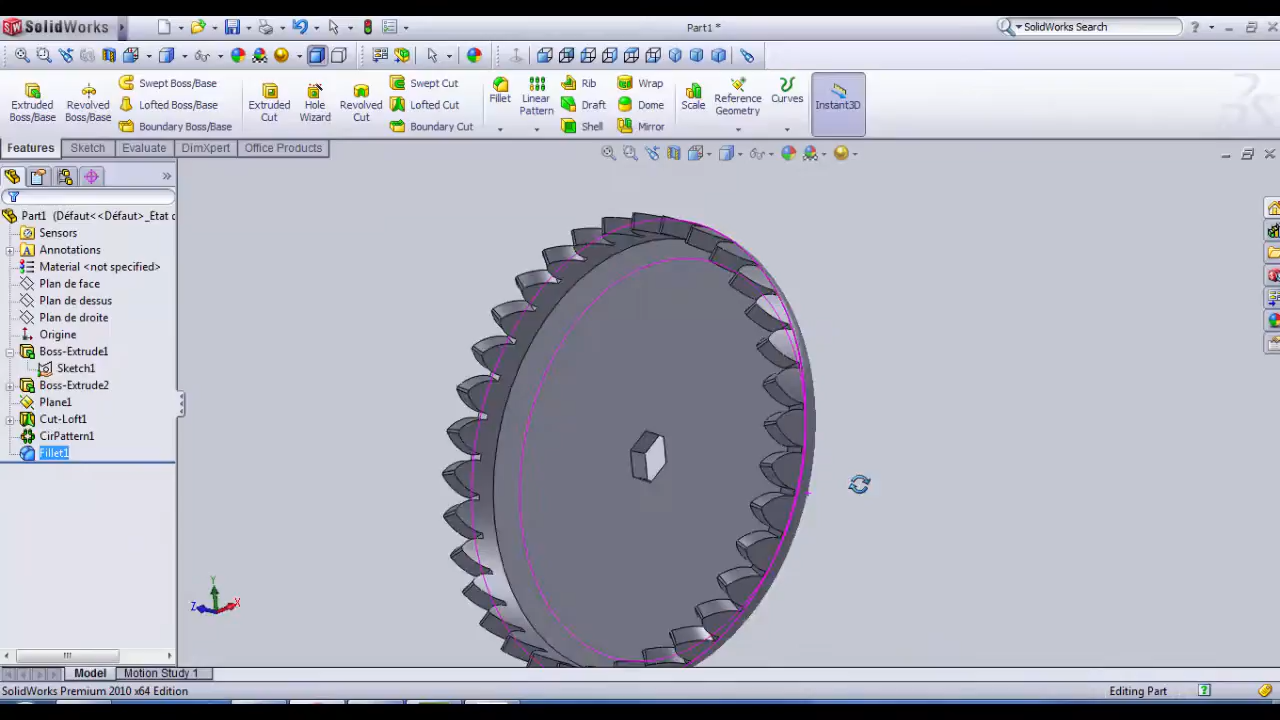 SolidWorks
Part1 *
SolidWorks Search
Extruded Boss/Base
Revolved Boss/Base
Swept Boss/Base
Lofted Boss/Base
Boundary Boss/Base
Extruded Cut
Hole Wizard
Revolved Cut
Swept Cut
Lofted Cut
Boundary Cut
Fillet
Linear Pattern
Rib
Draft
Shell
Wrap
Dome
Mirror
Scale
Reference Geometry
Curves
Instant3D
Features
Sketch
Evaluate
DimXpert
Office Products
Part1 (Défaut<<Défaut>_Etat c
Sensors
Annotations
Material <not specified>
Plan de face
Plan de dessus
Plan de droite
Origine
Boss-Extrude1
Sketch1
Boss-Extrude2
Plane1
Cut-Loft1
CirPattern1
Fillet1
Y
Z
X
Model
Motion Study 1
SolidWorks Premium 2010 x64 Edition
Editing Part